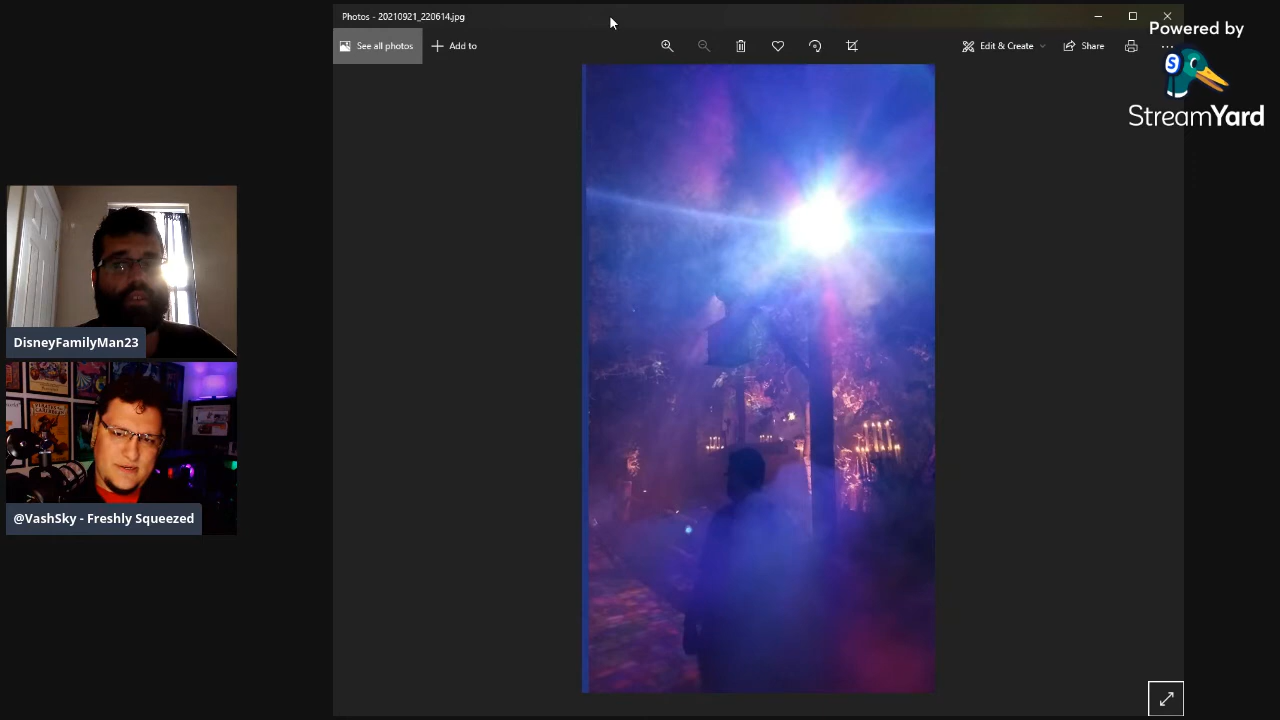 Photos - 20210921_220614.jpg
See all photos
Add to
Edit & Create
Share
Powered by
S
StreamYard
DisneyFamilyMan23
@VashSky - Freshly Squeezed